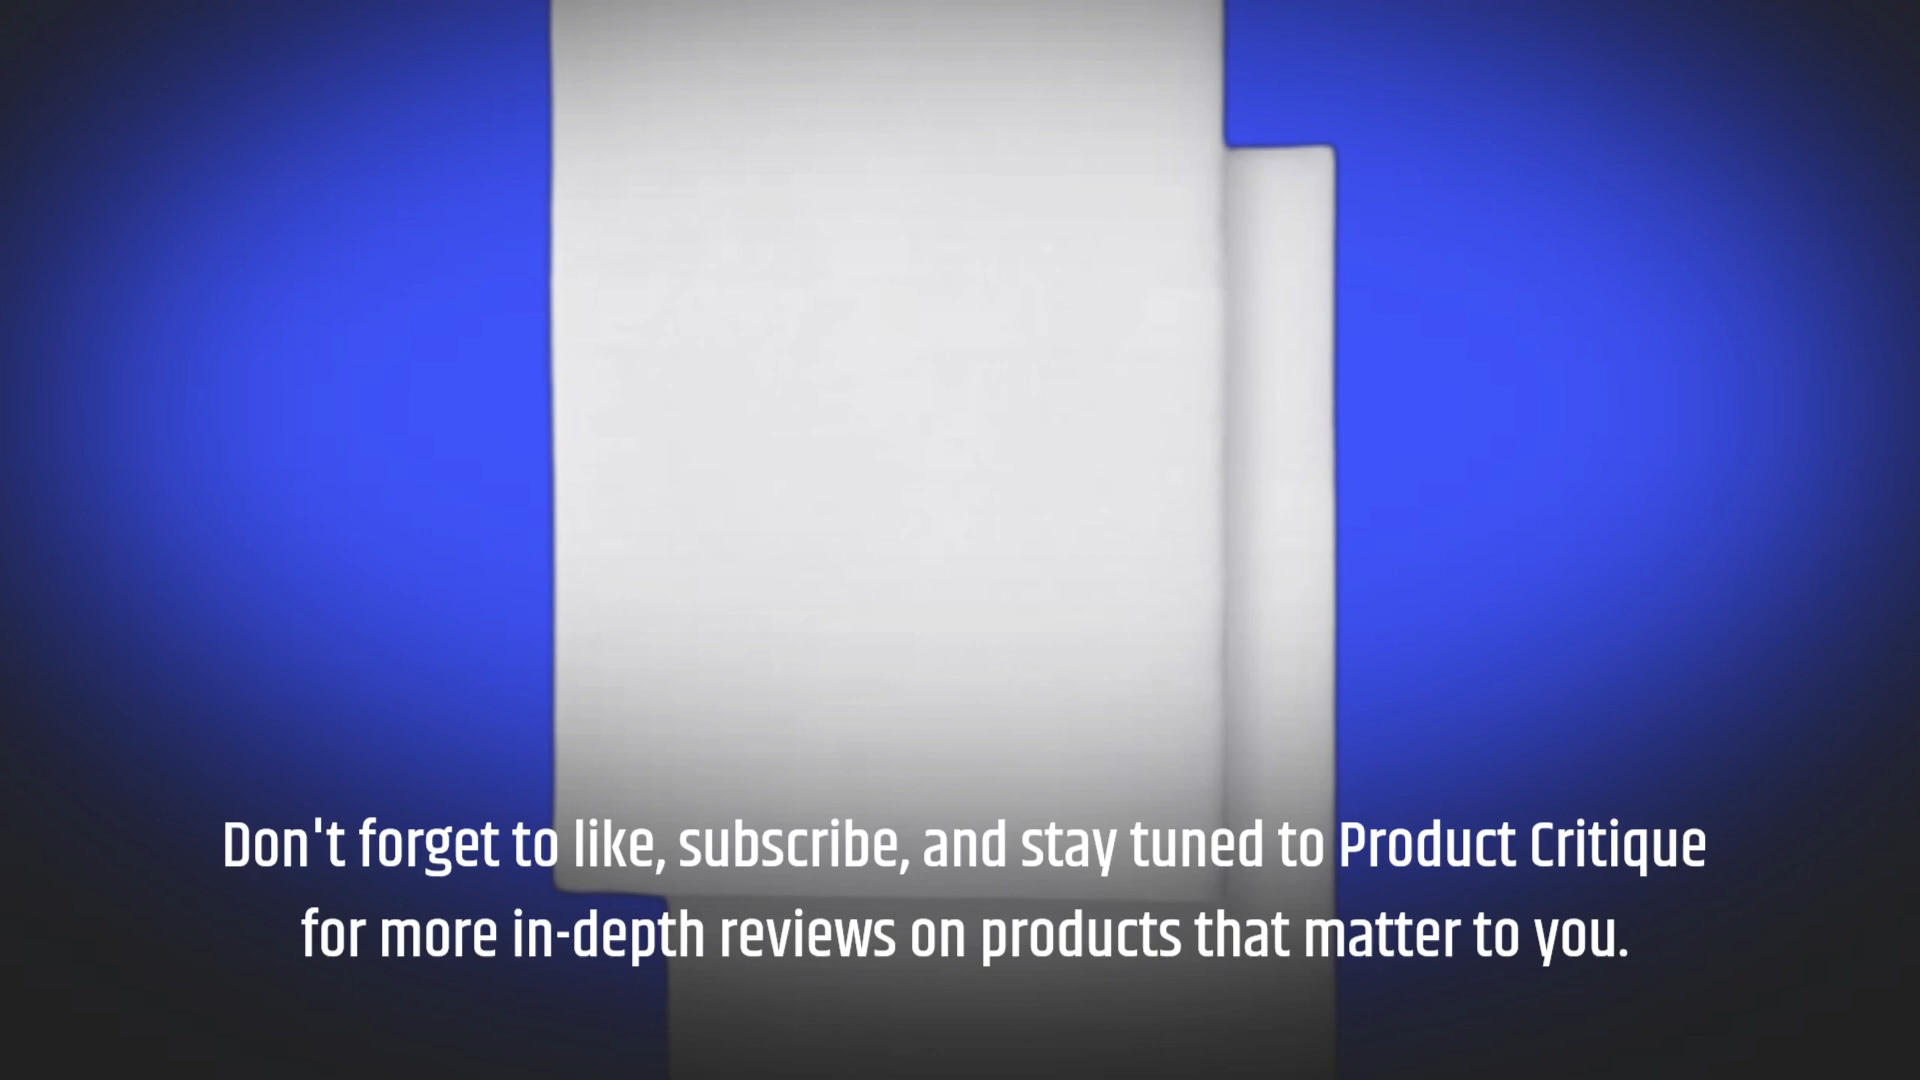 Don't forget to like, subscribe, and stay tuned to Product Critique
for more in-depth reviews on products that matter to you.